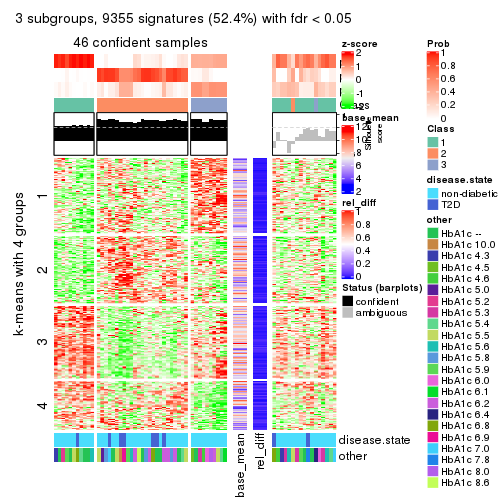 3 subgroups, 9355 signatures (52.4%) with fdr < 0.05
46 confident samples
k-means with 4 groups
1
2
3
4
base_mean
rel_diff
disease.state
other
score
z-score
2
1
0
-1
-2
base_mean
12
8
6
4
2
rel_diff
1
0.8
0.6
0.4
0.2
0
Status (barplots)
confident
ambiguous
Prob
1
0.8
0.6
0.4
0.2
0
Class
1
2
3
disease.state
non-diabetic
T2D
other
HbA1c --
HbA1c 10.0
HbA1c 4.3
HbA1c 4.5
HbA1c 4.6
HbA1c 5.0
HbA1c 5.2
HbA1c 5.3
HbA1c 5.4
HbA1c 5.5
HbA1c 5.6
HbA1c 5.8
HbA1c 5.9
HbA1c 6.0
HbA1c 6.1
HbA1c 6.2
HbA1c 6.4
HbA1c 6.8
HbA1c 6.9
HbA1c 7.0
HbA1c 7.8
HbA1c 8.0
HbA1c 8.6